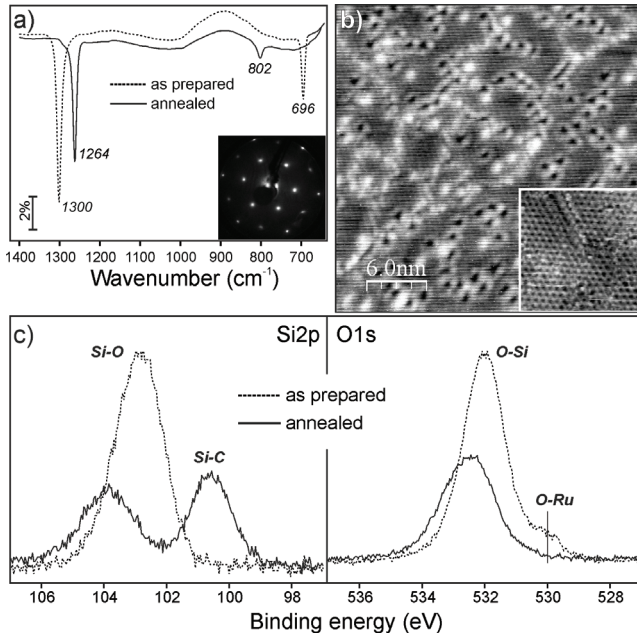 a)
as prepared
annealed
802
696
1264
1300
2%
1400 1300 1200 1100 1000 900 800 700
Wavenumber (cm⁻¹)
b)
6.0nm
c)
Si2p
O1s
Si-O
O-Si
as prepared
annealed
Si-C
O-Ru
106 104 102 100 98 536 534 532 530 528
Binding energy (eV)